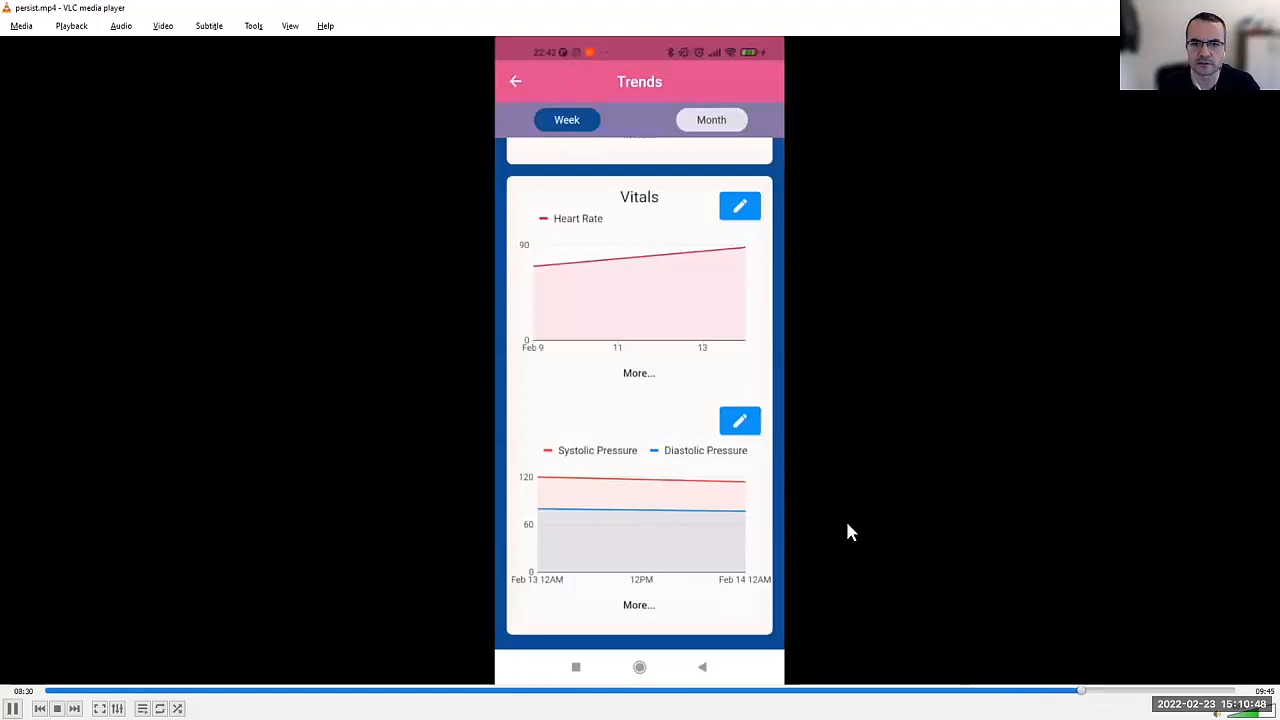 persist.mp4 - VLC media player
Media Playback Audio Video Subtitle Tools View Help
22:42
Trends
Week Month
Vitals
Heart Rate
90
0
Feb 9 11 13
More...
Systolic Pressure Diastolic Pressure
120
60
0
Feb 13 12AM 12PM Feb 14 12AM
More...
08:30 09:45
2022-02-23 15:10:48